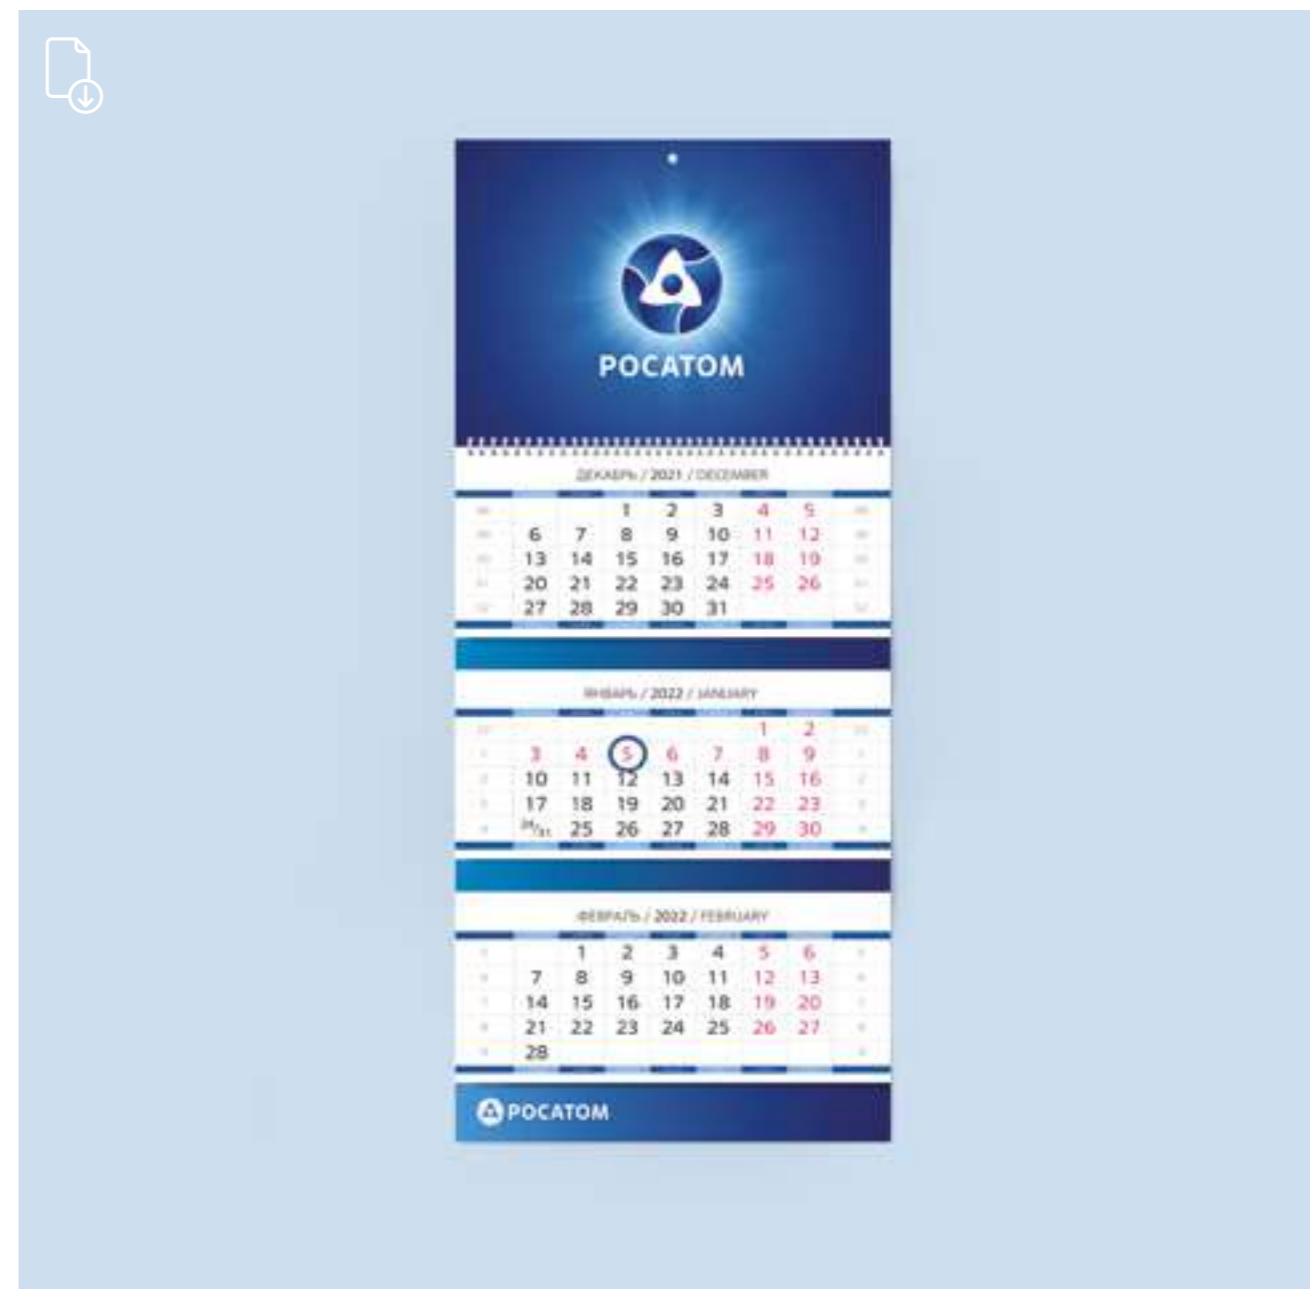 РОСАТОМ
ДЕКАБРЬ / 2021 / DECEMBER
1 2 3 4 5
6 7 8 9 10 11 12
13 14 15 16 17 18 19
20 21 22 23 24 25 26
27 28 29 30 31
ЯНВАРЬ / 2022 / JANUARY
1 2
3 4 5 6 7 8 9
10 11 12 13 14 15 16
17 18 19 20 21 22 23
24/31 25 26 27 28 29 30
ФЕВРАЛЬ / 2022 / FEBRUARY
1 2 3 4 5 6
7 8 9 10 11 12 13
14 15 16 17 18 19 20
21 22 23 24 25 26 27
28
РОСАТОМ